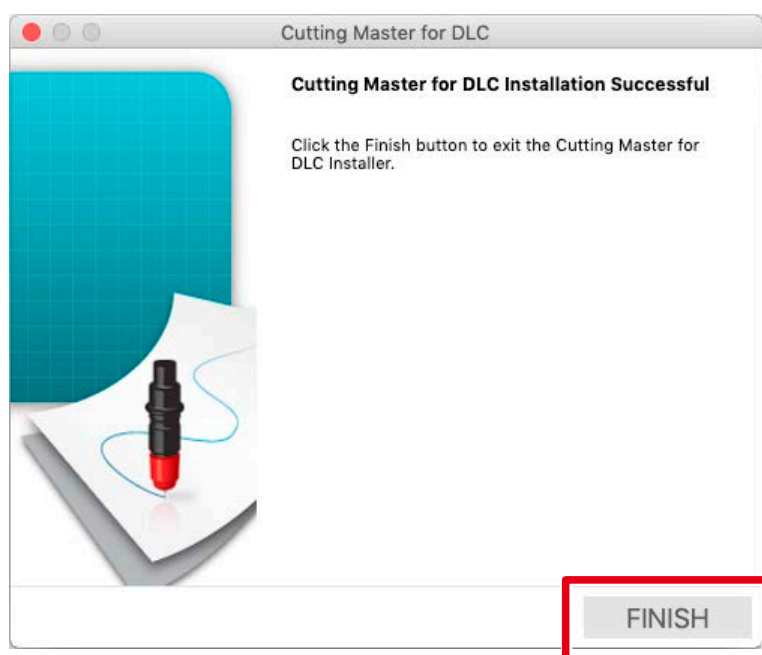 Cutting Master for DLC
Cutting Master for DLC Installation Successful
Click the Finish button to exit the Cutting Master for
DLC Installer.
FINISH